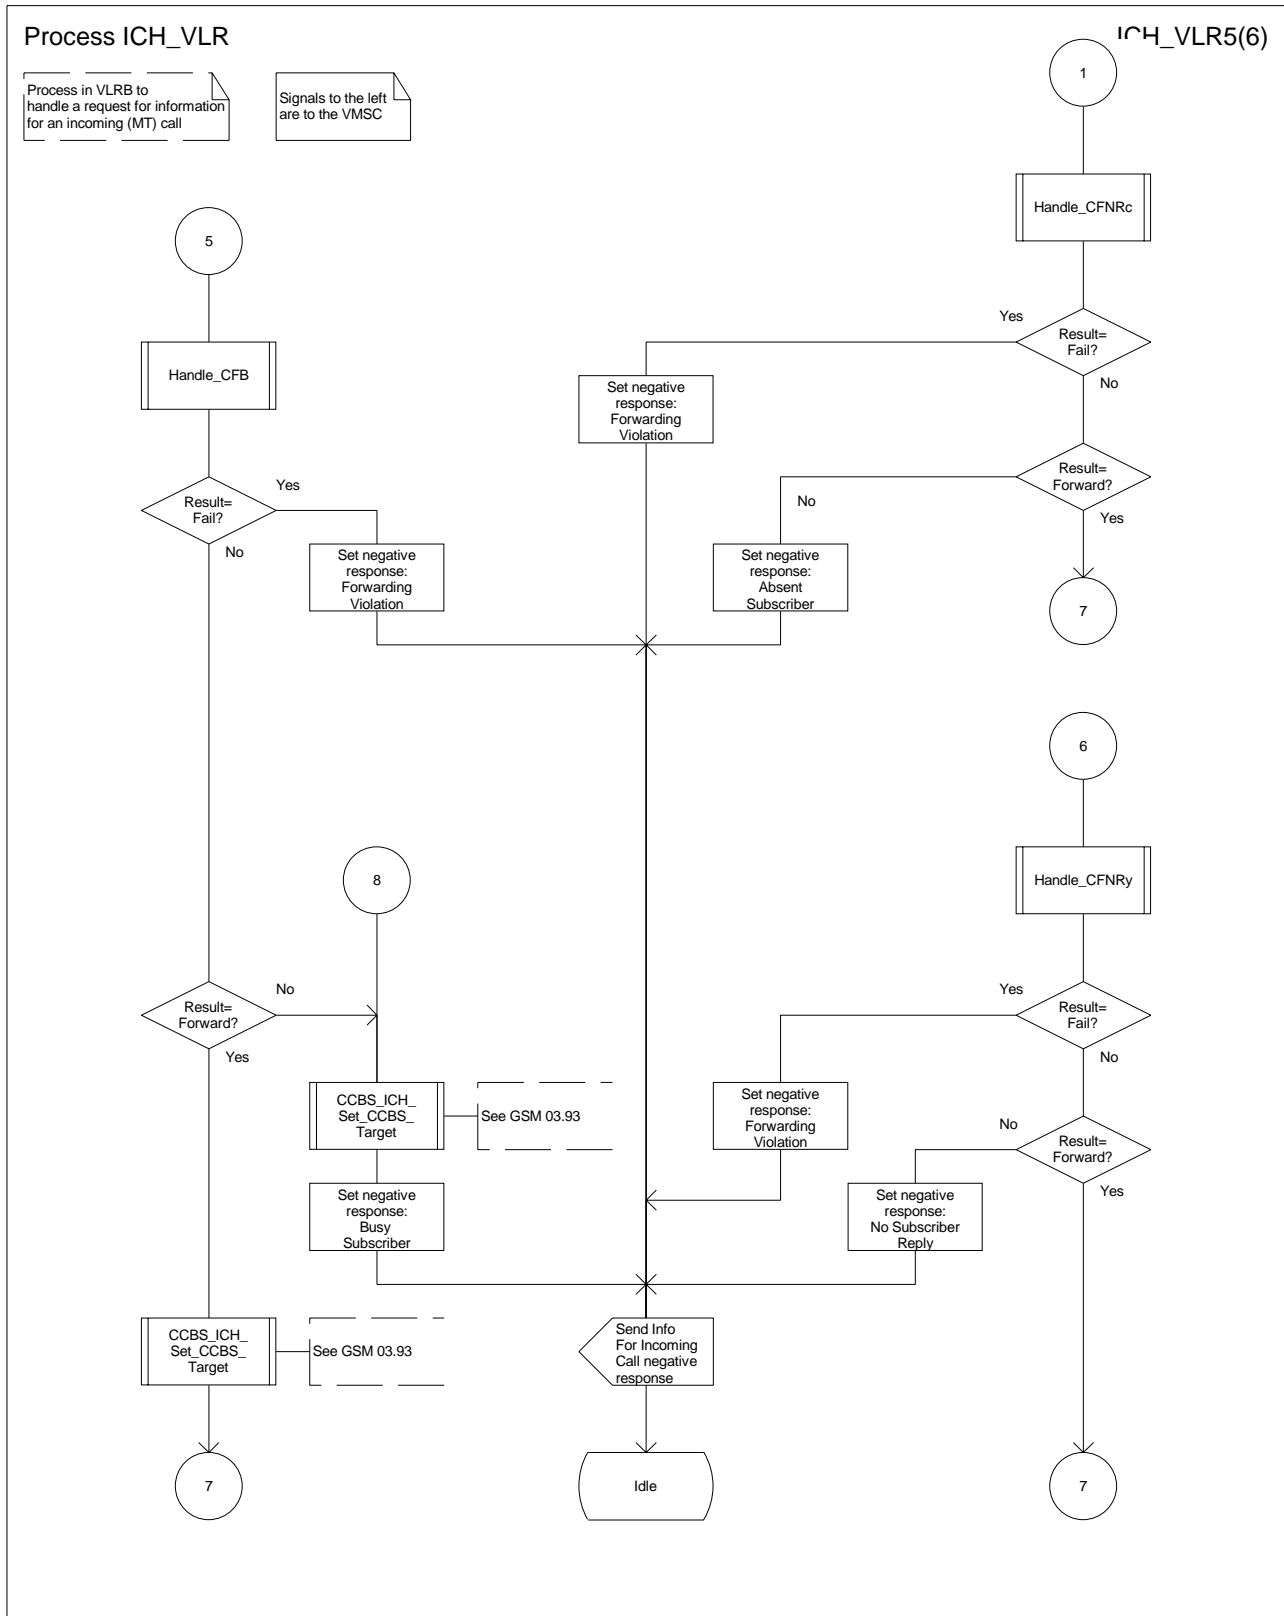 Process ICH_VLR
ICH_VLR5(6)
Process in VLRB to
handle a request for information
for an incoming (MT) call
Signals to the left
are to the VMSC
1
Handle_CFNRc
5
Yes
Result=
Fail?
No
Handle_CFB
Set negative
response:
Forwarding
Violation
Result=
Forward?
No
Yes
Yes
Result=
Fail?
No
Set negative
response:
Forwarding
Violation
Set negative
response:
Absent
Subscriber
7
6
8
Handle_CFNRy
No
Result=
Forward?
Yes
Yes
Result=
Fail?
No
CCBS_ICH_
Set_CCBS_
Target
See GSM 03.93
Set negative
response:
Forwarding
Violation
No
Result=
Forward?
Yes
Set negative
response:
Busy
Subscriber
Set negative
response:
No Subscriber
Reply
CCBS_ICH_
Set_CCBS_
Target
See GSM 03.93
Send Info
For Incoming
Call negative
response
7
Idle
7